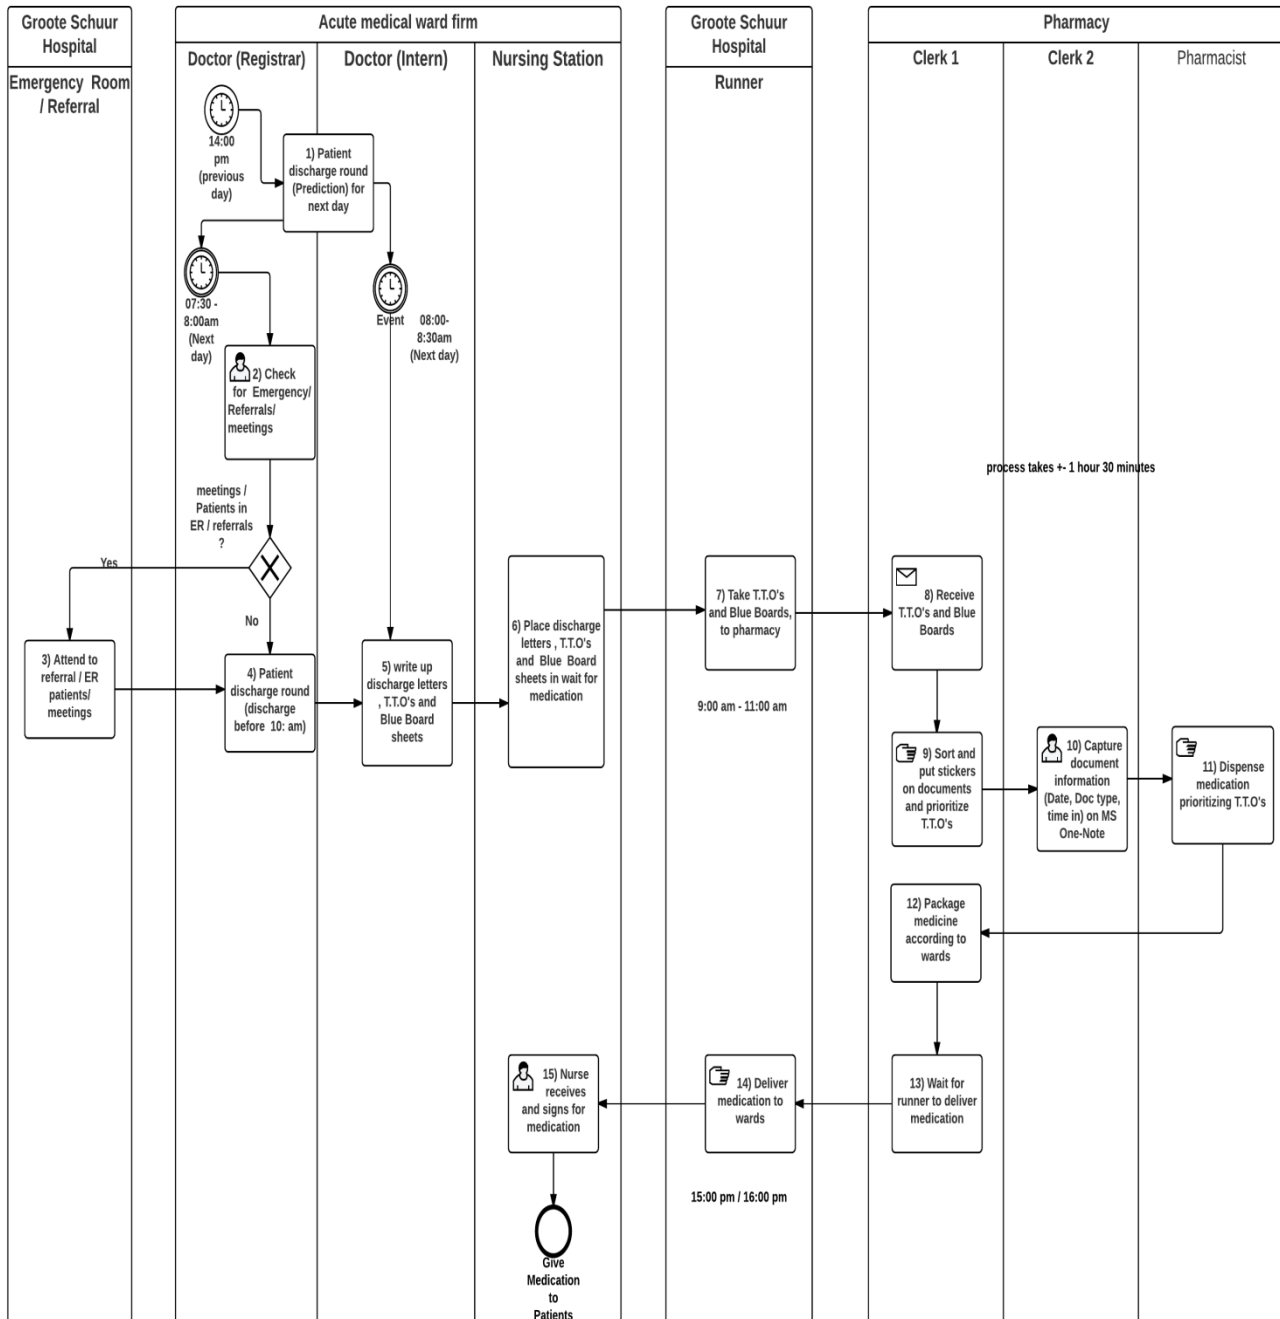 Groote Schuur
Hospital
Emergency Room
/ Referral
Acute medical ward firm
Doctor (Registrar)
Doctor (Intern)
Nursing Station
Groote Schuur
Hospital
Runner
Pharmacy
Clerk 1
Clerk 2
Pharmacist
14:00
pm
(previous
day)
1) Patient
discharge round
(Prediction) for
next day
07:30 -
8:00am
(Next
day)
Event
08:00-
8:30am
(Next day)
2) Check
for Emergency/
Referrals/
meetings
meetings /
Patients in
ER / referrals
?
Yes
No
3) Attend to
referral / ER
patients/
meetings
4) Patient
discharge round
(discharge
before 10: am)
5) write up
discharge letters
, T.T.O's and
Blue Board
sheets
6) Place discharge
letters , T.T.O's
and Blue Board
sheets in wait for
medication
7) Take T.T.O's
and Blue Boards,
to pharmacy
9:00 am - 11:00 am
process takes +- 1 hour 30 minutes
8) Receive
T.T.O's and Blue
Boards
9) Sort and
put stickers
on documents
and prioritize
T.T.O's
10) Capture
document
information
(Date, Doc type,
time in) on MS
One-Note
11) Dispense
medication
prioritizing T.T.O's
12) Package
medicine
according to
wards
13) Wait for
runner to deliver
medication
14) Deliver
medication to
wards
15:00 pm / 16:00 pm
15) Nurse
receives
and signs for
medication
Give
Medication
to
Patients